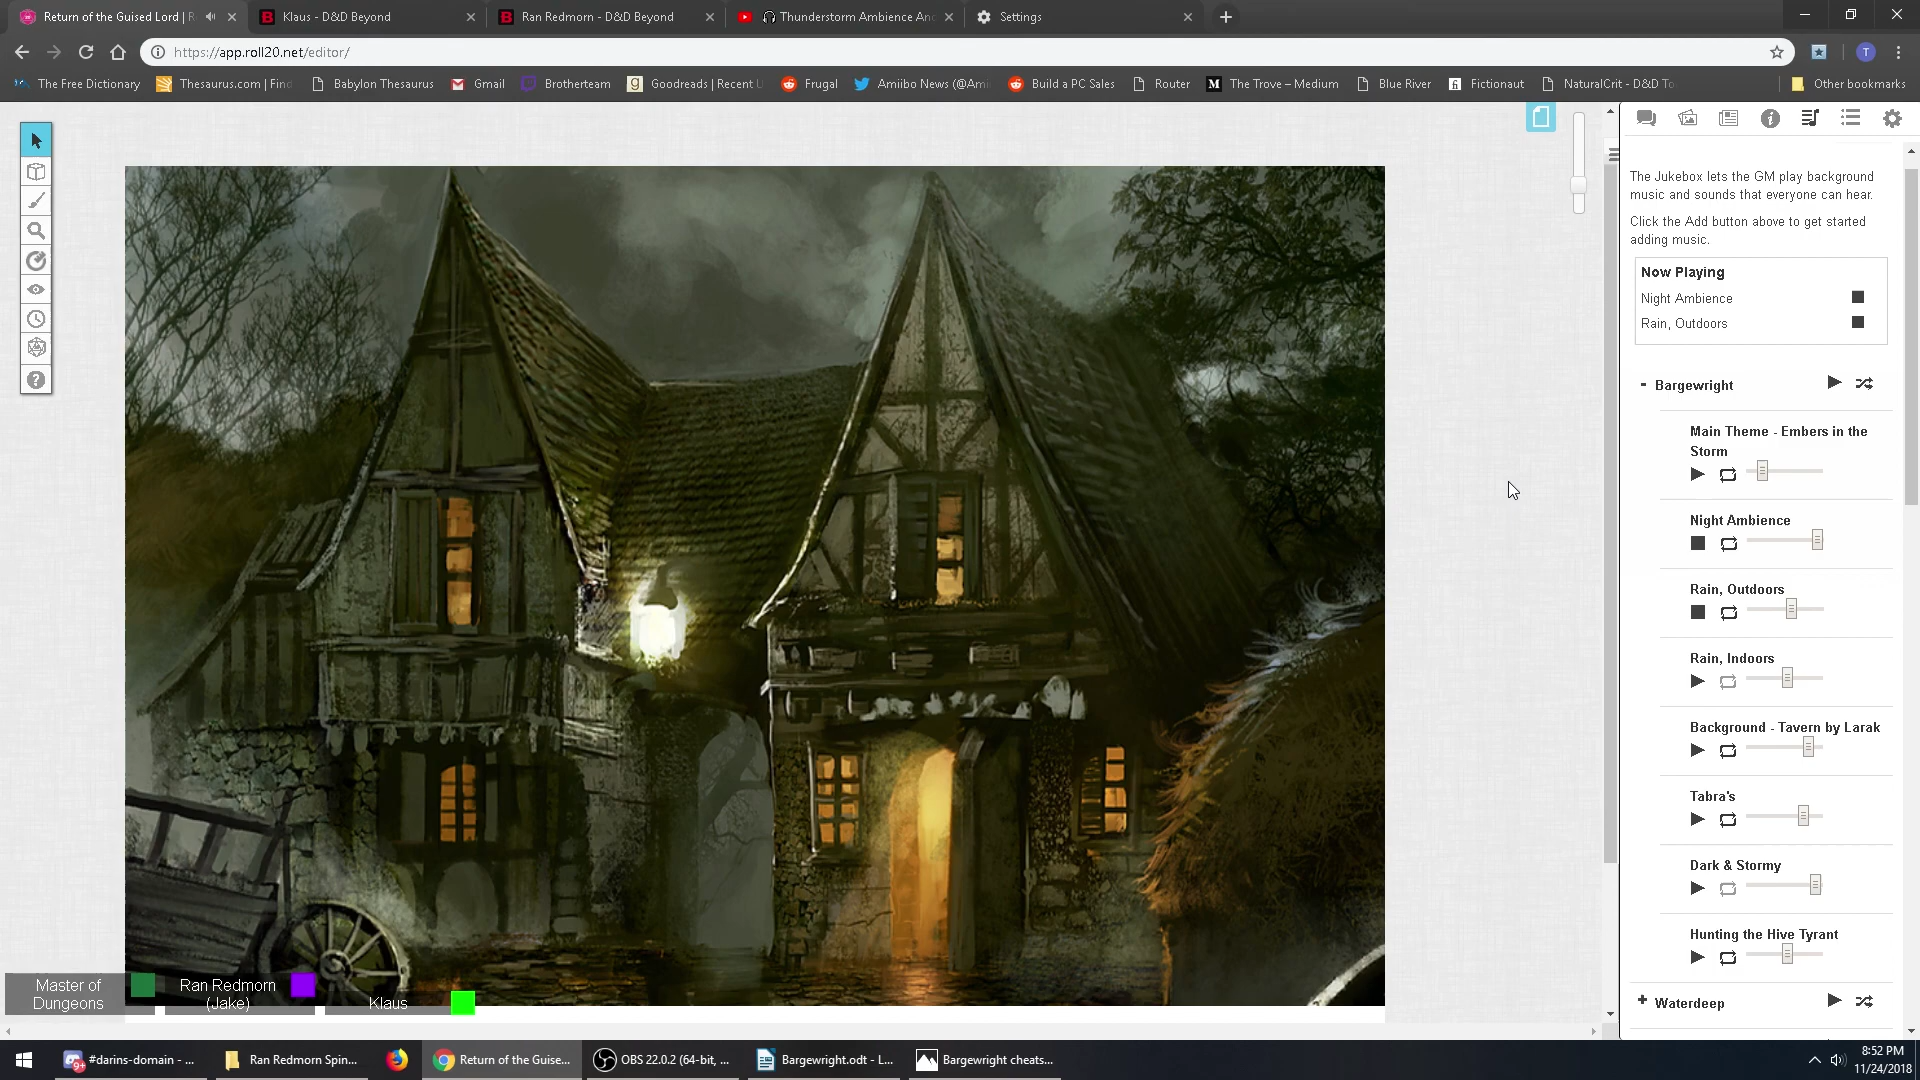 Return of the Guised Lord | R
Klaus - D&D Beyond
Ran Redmorn - D&D Beyond
Thunderstorm Ambience And
Settings
https://app.roll20.net/editor/
T
The Free Dictionary
Thesaurus.com | Find
Babylon Thesaurus
Gmail
Brotherteam
Goodreads | Recent U
Frugal
Amiibo News (@Ami
Build a PC Sales
Router
The Trove – Medium
Blue River
Fictionaut
NaturalCrit - D&D To
Other bookmarks
The Jukebox lets the GM play background
music and sounds that everyone can hear.
Click the Add button above to get started
adding music.
Now Playing
Night Ambience
Rain, Outdoors
- Bargewright
Main Theme - Embers in the
Storm
Night Ambience
Rain, Outdoors
Rain, Indoors
Background - Tavern by Larak
Tabra's
Dark & Stormy
Hunting the Hive Tyrant
+ Waterdeep
Master of
Dungeons
Ran Redmorn
(Jake)
Klaus
9+
#darins-domain - ...
Ran Redmorn Spin...
Return of the Guise...
OBS 22.0.2 (64-bit, ...
Bargewright.odt - L...
Bargewright cheats...
8:52 PM
11/24/2018